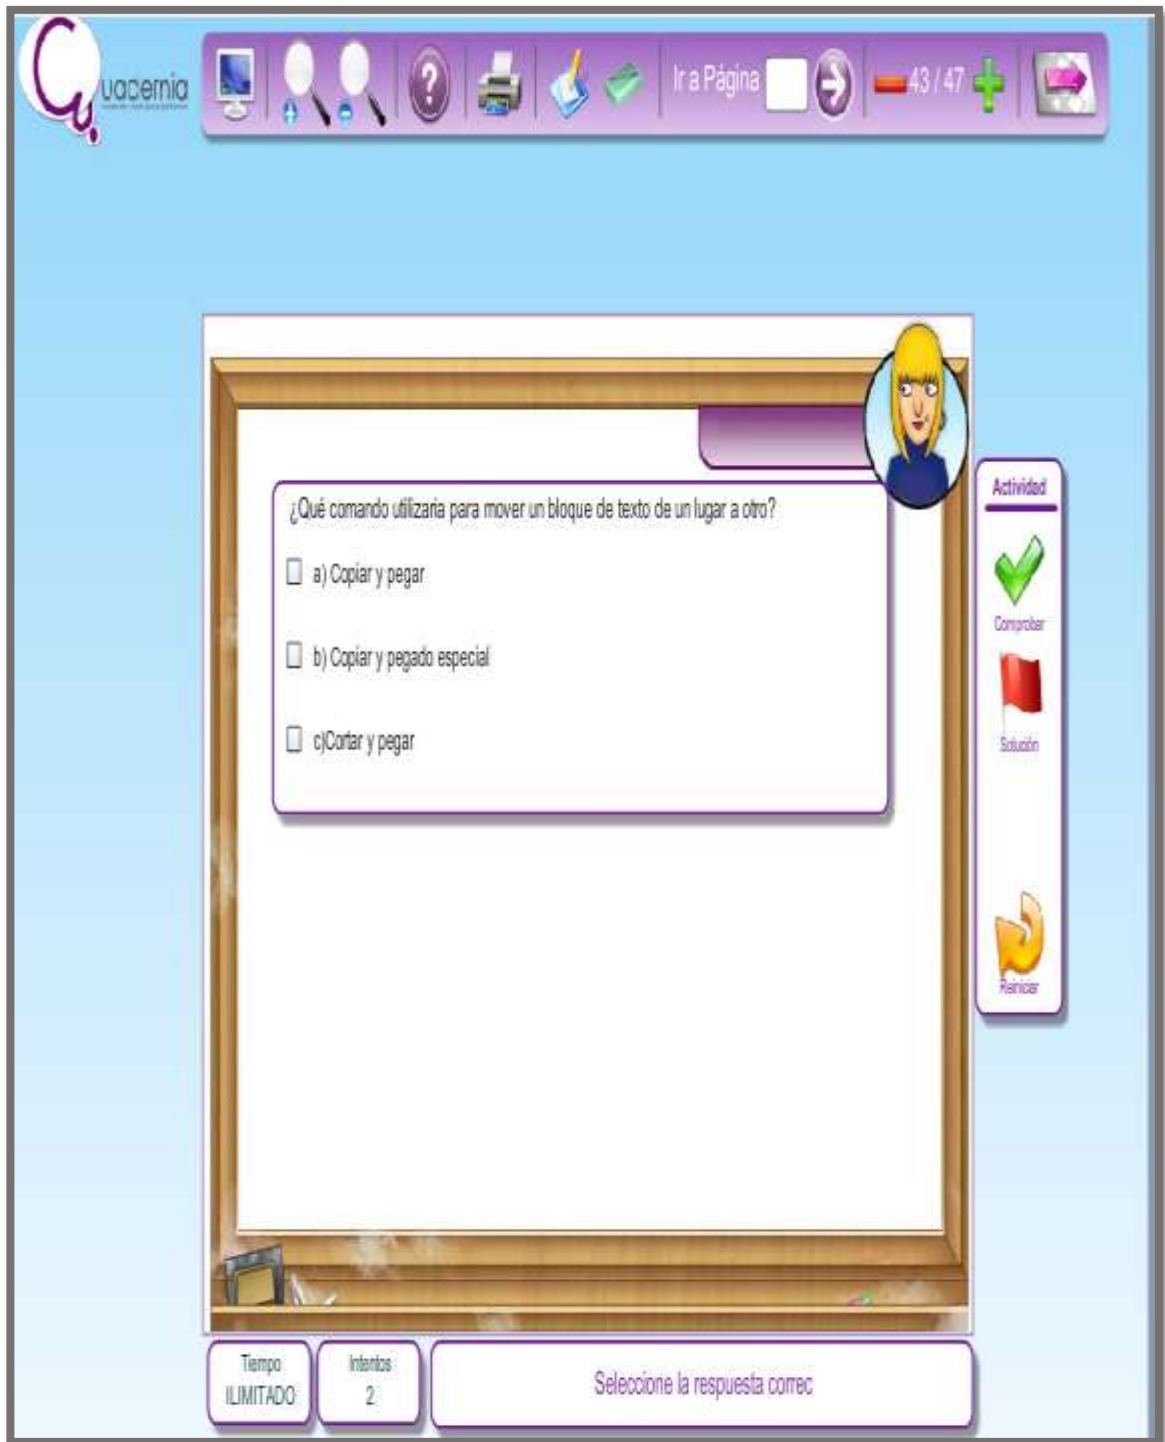 Quacernia
Ir a Página
43 / 47
¿Qué comando utilizaria para mover un bloque de texto de un lugar a otro?
a) Copiar y pegar
b) Copiar y pegado especial
c)Cortar y pegar
Actividad
Comprobar
Solución
Reiniciar
Tiempo
ILIMITADO
Intentos
2
Seleccione la respuesta correc